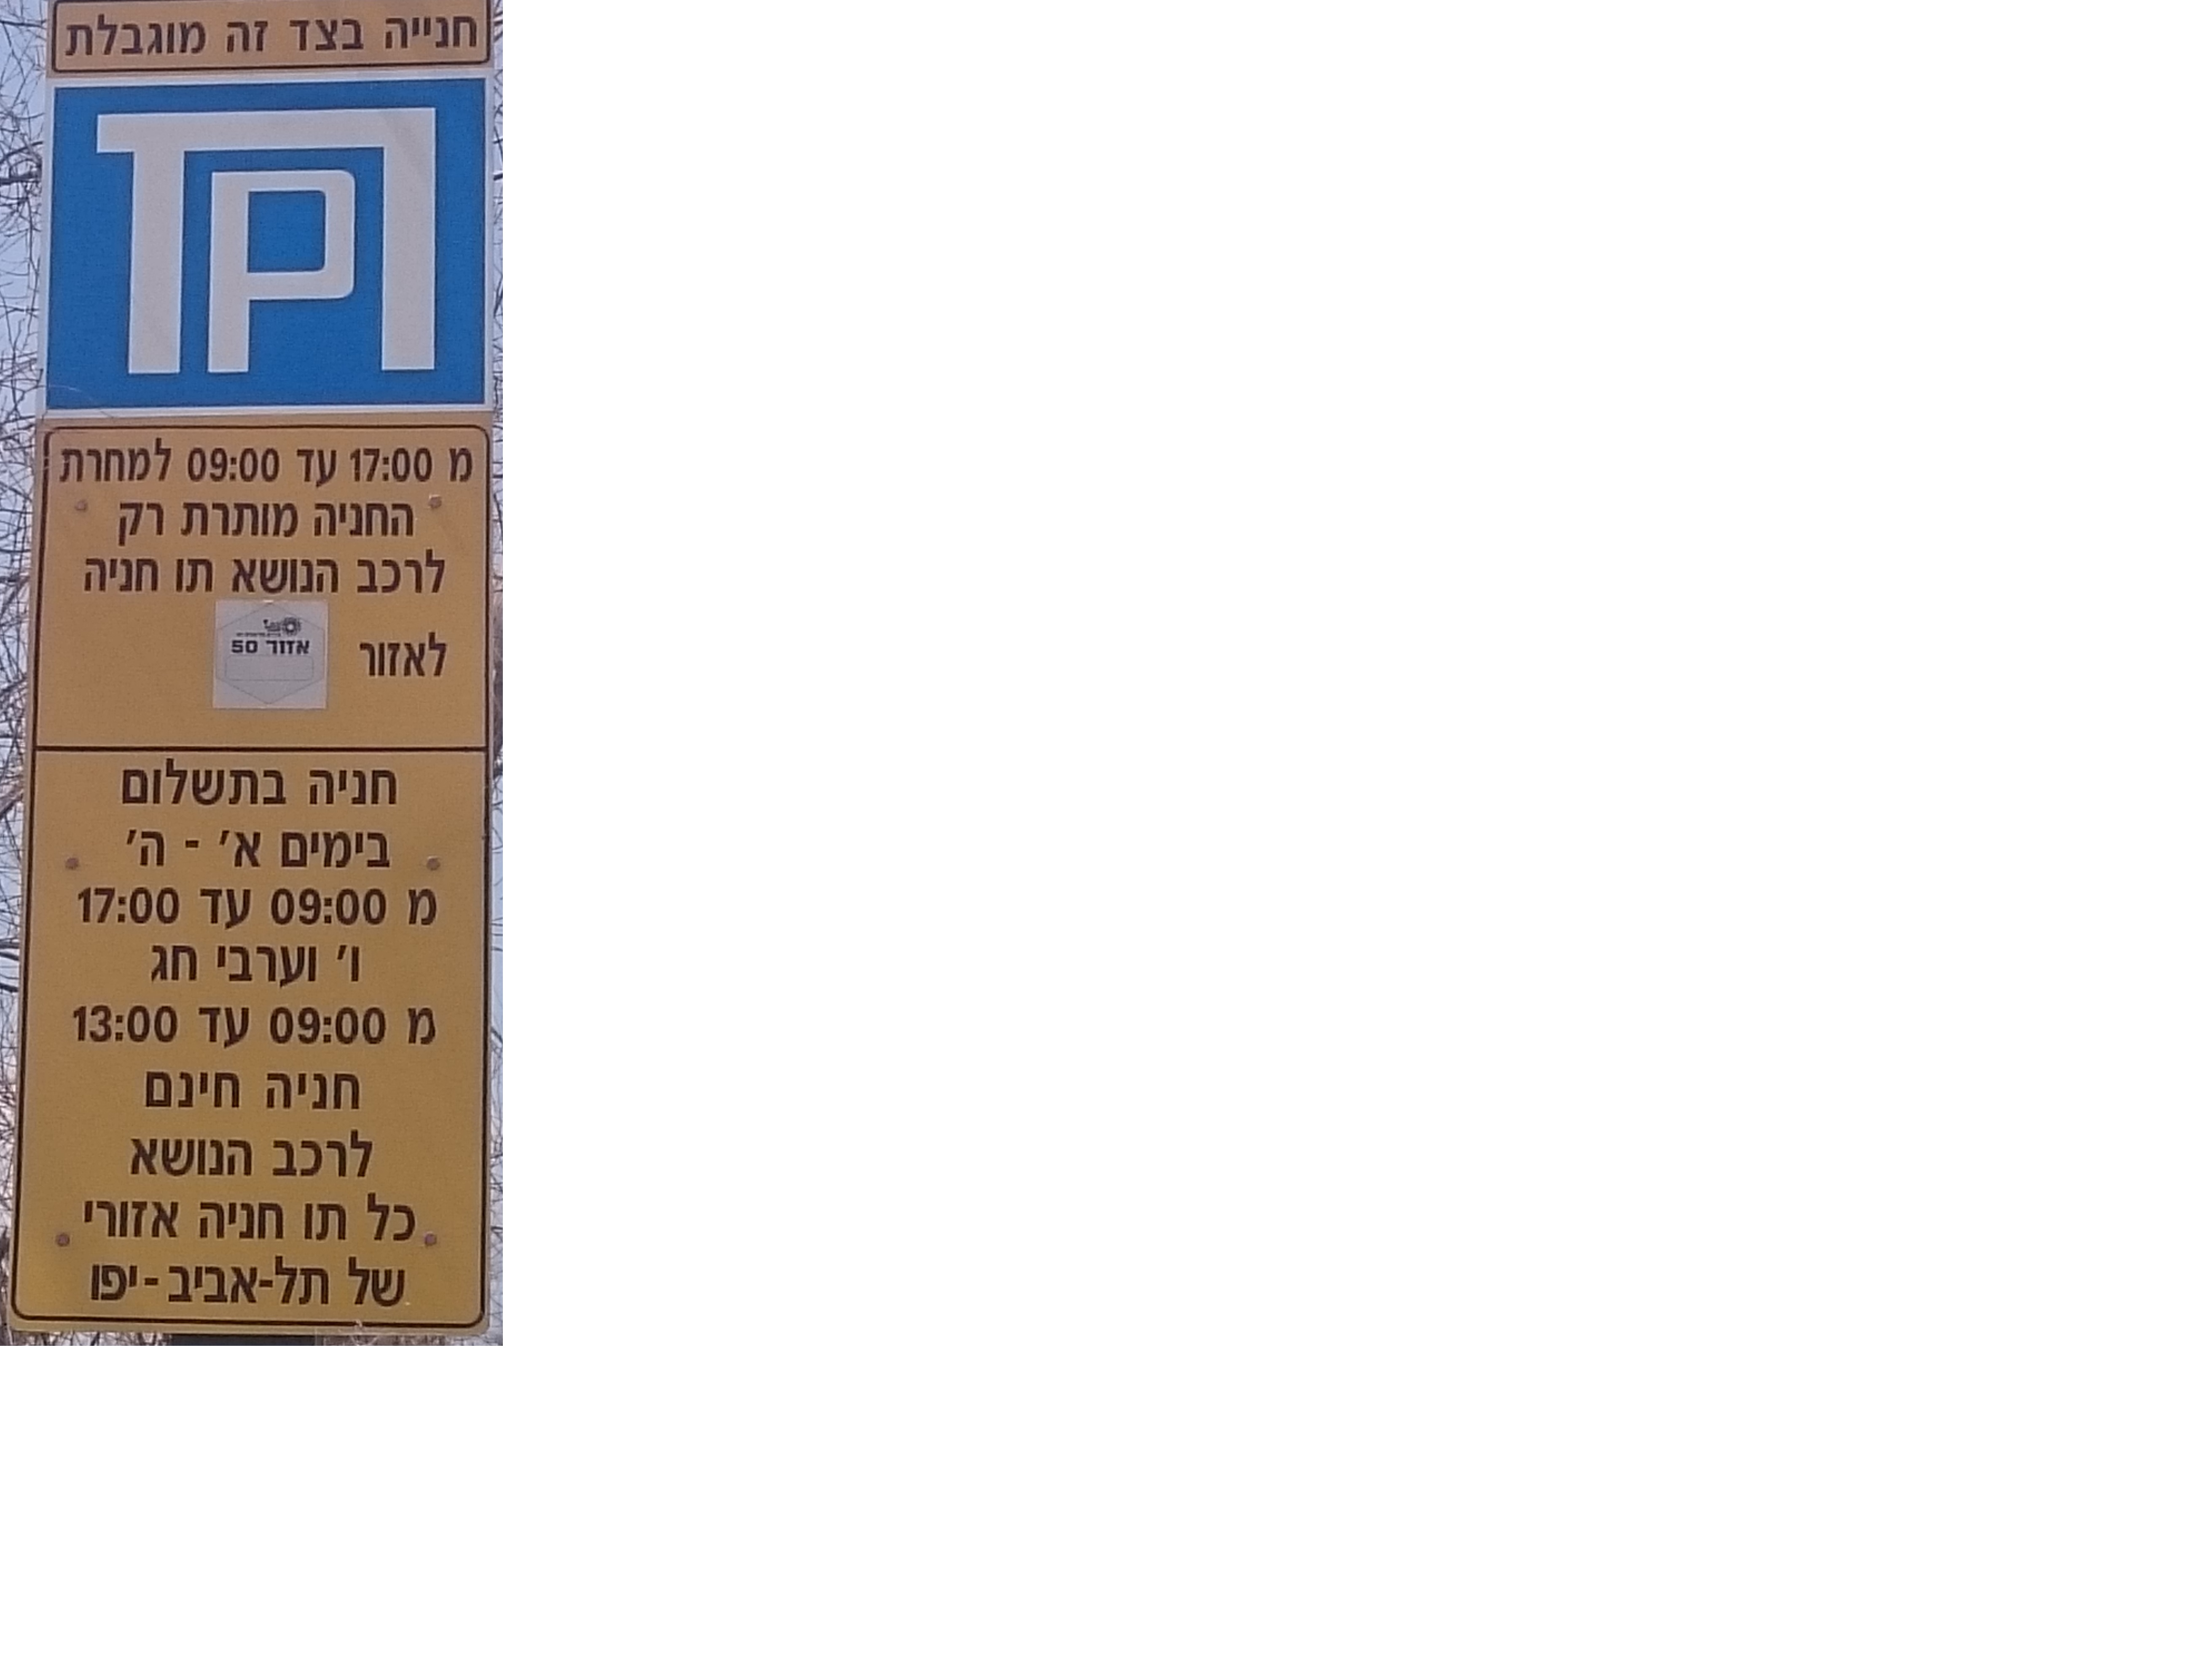 חנייה בצד זה מוגבלת
תו
P
מ 17:00 עד 09:00 למחרת
החניה מותרת רק
לרכב הנושא תו חניה
לאזור
אזור 50
חניה בתשלום
בימים א' - ה'
מ 09:00 עד 17:00
ו' וערבי חג
מ 09:00 עד 13:00
חניה חינם
לרכב הנושא
כל תו חניה אזורי
של תל-אביב-יפו